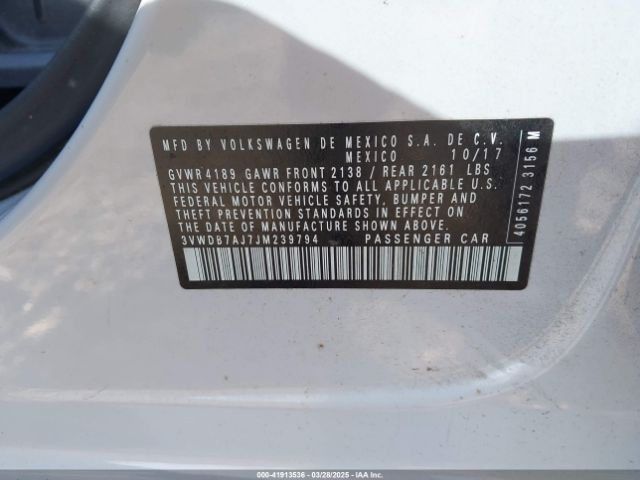 MFD BY VOLKSWAGEN DE MEXICO S.A. DE C.V.
MEXICO 10/17
GVWR 4189 GAWR FRONT 2138 / REAR 2161 LBS
THIS VEHICLE CONFORMS TO ALL APPLICABLE U.S.
FEDERAL MOTOR VEHICLE SAFETY, BUMPER AND
THEFT PREVENTION STANDARDS IN EFFECT ON
THE DATE OF MANUFACTURE SHOWN ABOVE.
3VWDB7AJ7JM239794 PASSENGER CAR
4056172 3156 M
000-41913536 - 03/28/2025 - IAAI.COM